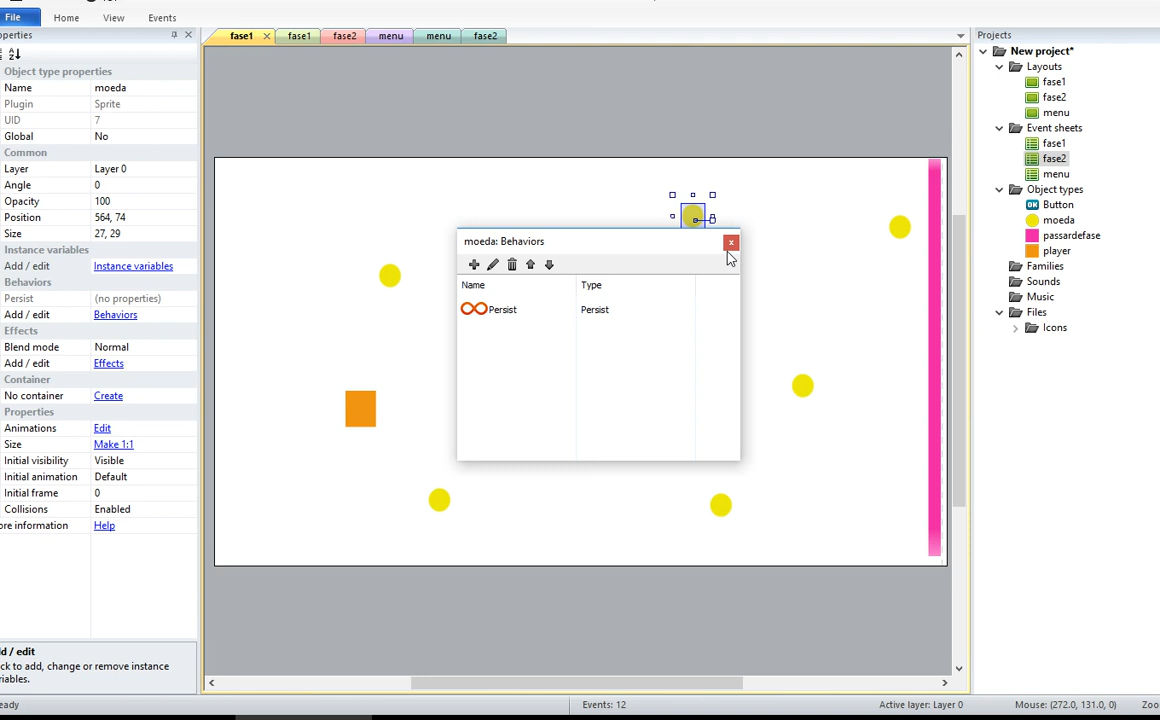 File Home View Events
operties
fase1 fase1 fase2 menu menu fase2
Projects
Object type properties
Name moeda
Plugin Sprite
UID 7
Global No
Common
Layer Layer 0
Angle 0
Opacity 100
Position 564, 74
Size 27, 29
Instance variables
Add / edit Instance variables
Behaviors
Persist (no properties)
Add / edit Behaviors
Effects
Blend mode Normal
Add / edit Effects
Container
No container Create
Properties
Animations Edit
Size Make 1:1
Initial visibility Visible
Initial animation Default
Initial frame 0
Collisions Enabled
ore information Help
dd / edit
ick to add, change or remove instance
riables.
moeda: Behaviors
Name Type
Persist Persist
New project*
Layouts
fase1
fase2
menu
Event sheets
fase1
fase2
menu
Object types
OK Button
moeda
passardefase
player
Families
Sounds
Music
Files
Icons
eady Events: 12 Active layer: Layer 0 Mouse: (272.0, 131.0, 0) Zoo